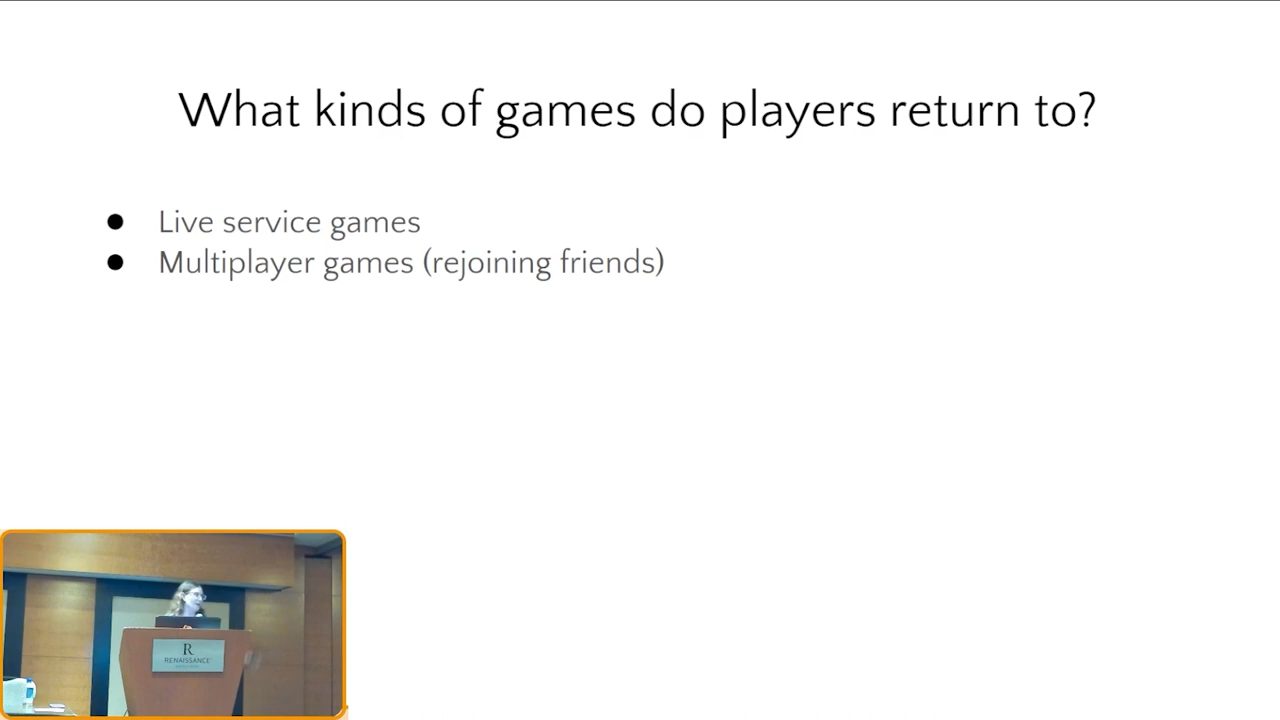 What kinds of games do players return to?
● Live service games
● Multiplayer games (rejoining friends)
R
RENAISSANCE